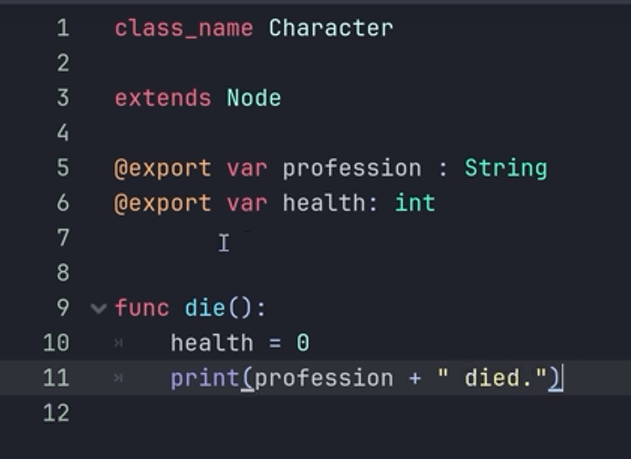 1 class_name Character
2
3 extends Node
4
5 @export var profession : String
6 @export var health: int
7
8
9 func die():
10 health = 0
11 print(profession + " died.")
12